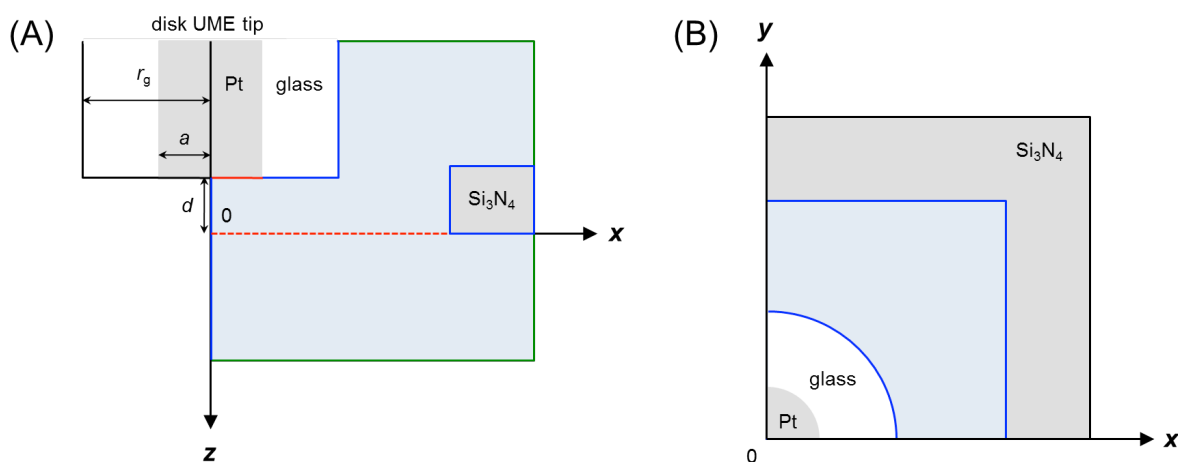 (A)
disk UME tip
r_g
Pt
glass
a
d
0
Si₃N₄
x
z
(B)
y
Si₃N₄
glass
Pt
0
x